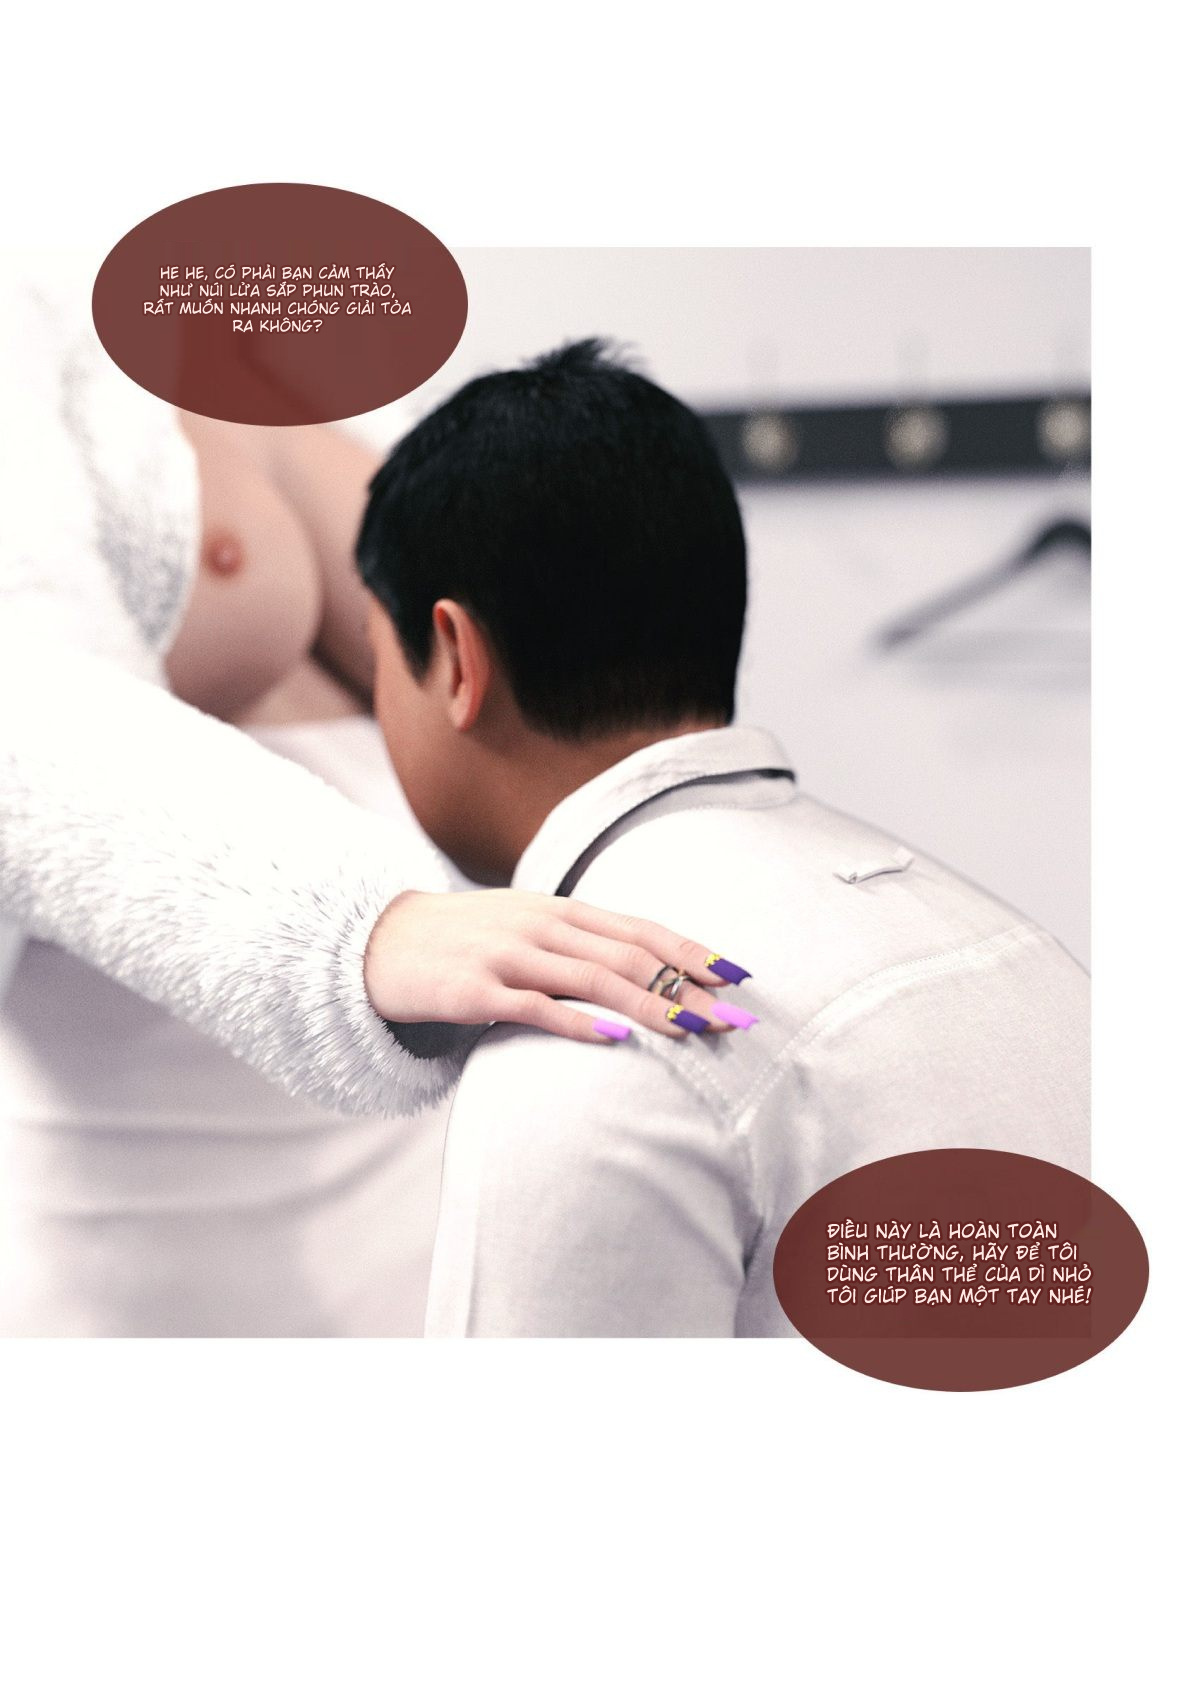 HE HE, CÓ PHẢI BẠN CẢM THẤY
NHƯ NÚI LỬA SẮP PHUN TRÀO,
RẤT MUỐN NHANH CHÓNG GIẢI TỎA
RA KHÔNG?
ĐIỀU NÀY LÀ HOÀN TOÀN
BÌNH THƯỜNG, HÃY ĐỂ TÔI
DÙNG THÂN THỂ CỦA DÌ NHỎ
TÔI GIÚP BẠN MỘT TAY NHÉ!